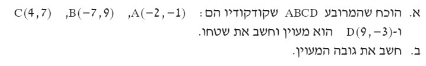 א. הוכח שהמרובע ABCD שקודקודיו הם: A(-2,-1), B(-7,9), C(4,7)
ו-D(9,-3) הוא מעוין וחשב את שטחו.
ב. חשב את גובה המעוין.